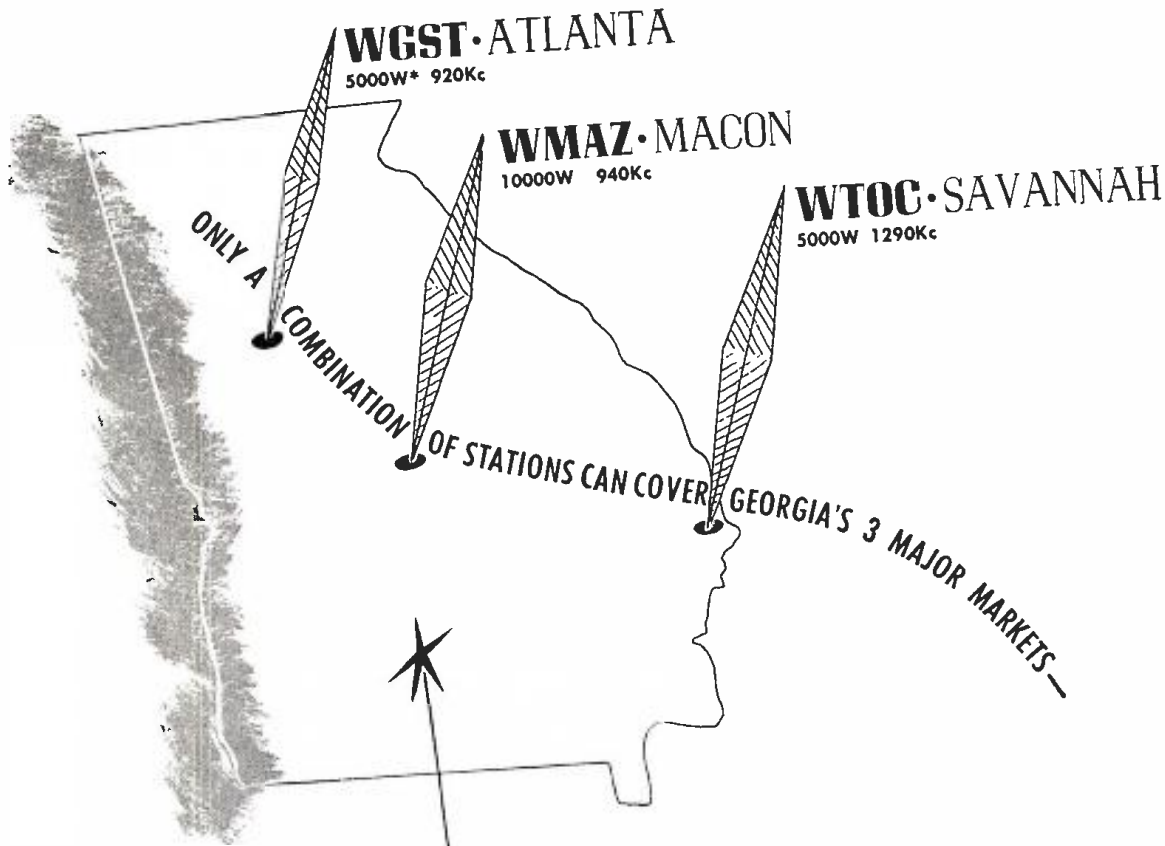 WGST · ATLANTA
5000W* 920Kc
WMAZ · MACON
10000W 940Kc
WTOC · SAVANNAH
5000W 1290Kc
ONLY A COMBINATION OF STATIONS CAN COVER GEORGIA'S 3 MAJOR MARKETS —